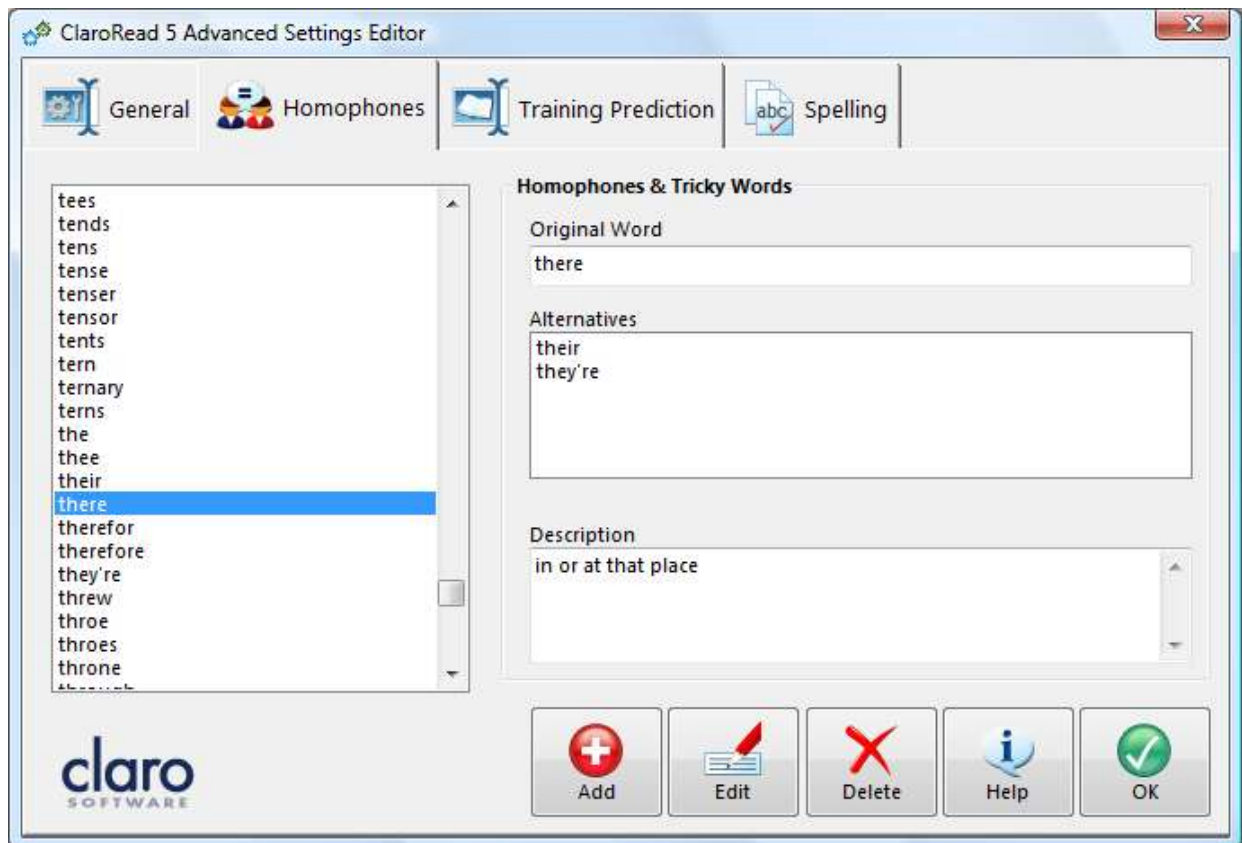 ClaroRead 5 Advanced Settings Editor
General
Homophones
Training Prediction
abc
Spelling
tees
tends
tens
tense
tenser
tensor
tents
tern
ternary
terns
the
thee
their
there
therefor
therefore
they're
threw
throe
throes
throne
Homophones & Tricky Words
Original Word
there
Alternatives
their
they're
Description
in or at that place
claro
SOFTWARE
Add
Edit
Delete
Help
OK